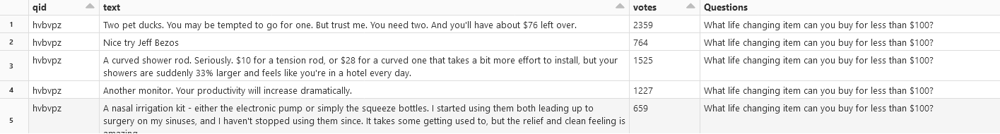 qid text votes Questions
1 hvbvpz Two pet ducks. You may be tempted to go for one. But trust me. You need two. And you'll have about $76 left over. 2359 What life changing item can you buy for less than $100?
2 hvbvpz Nice try Jeff Bezos 764 What life changing item can you buy for less than $100?
3 hvbvpz A curved shower rod. Seriously. $10 for a tension rod, or $28 for a curved one that takes a bit more effort to install, but your 1525 What life changing item can you buy for less than $100?
showers are suddenly 33% larger and feels like you're in a hotel every day.
4 hvbvpz Another monitor. Your productivity will increase dramatically. 1227 What life changing item can you buy for less than $100?
5 hvbvpz A nasal irrigation kit - either the electronic pump or simply the squeeze bottles. I started using them both leading up to 659 What life changing item can you buy for less than $100?
surgery on my sinuses, and I haven't stopped using them since. It takes some getting used to, but the relief and clean feeling is
amazing